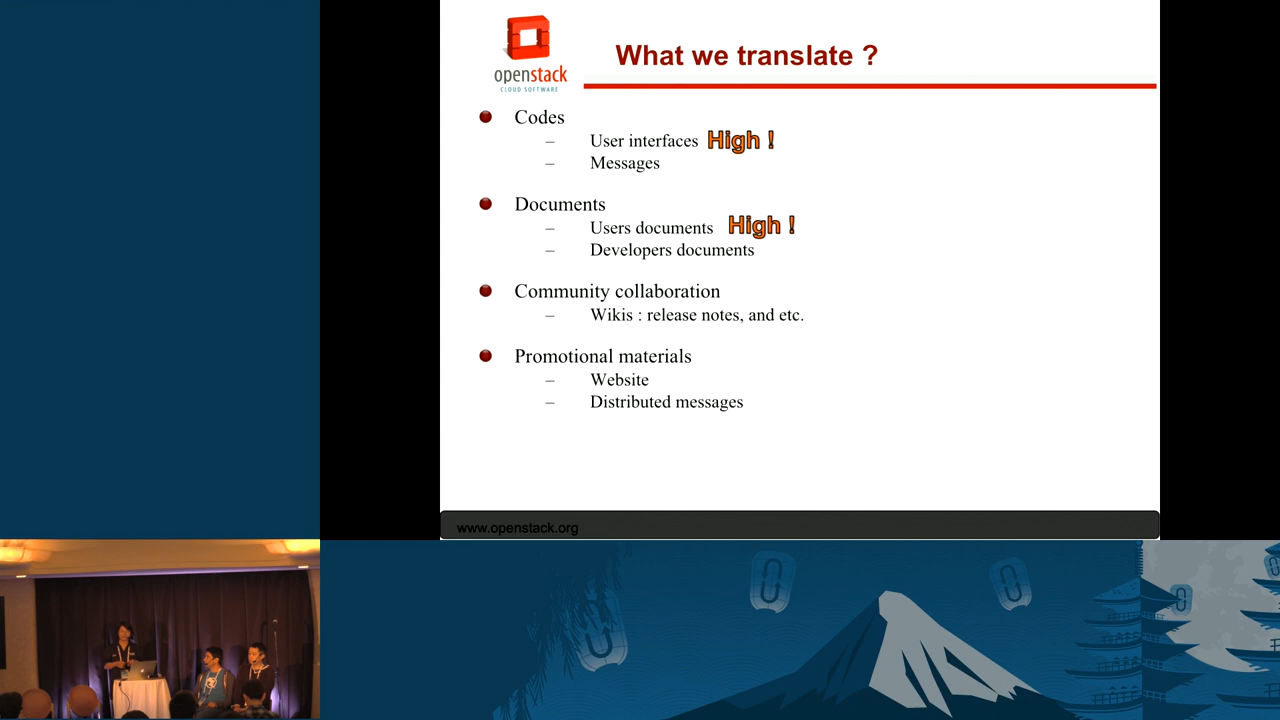 openstack
CLOUD SOFTWARE
What we translate ?
Codes
– User interfaces High !
– Messages
Documents
– Users documents High !
– Developers documents
Community collaboration
– Wikis : release notes, and etc.
Promotional materials
– Website
– Distributed messages
www.openstack.org